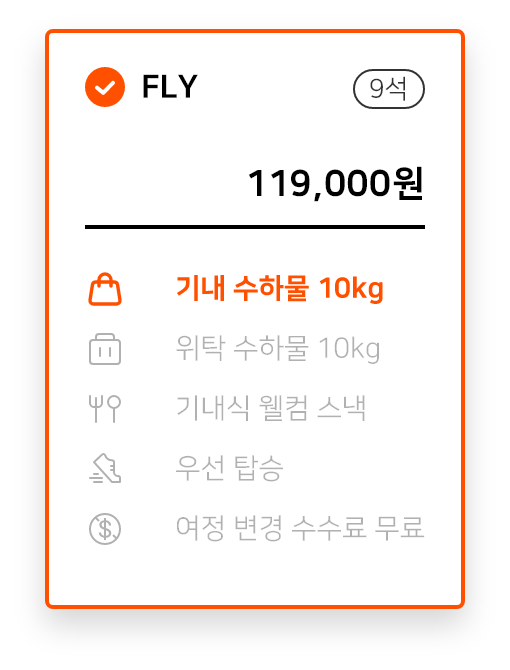 FLY
9석
119,000원
기내 수하물 10kg
위탁 수하물 10kg
기내식 웰컴 스낵
우선 탑승
여정 변경 수수료 무료